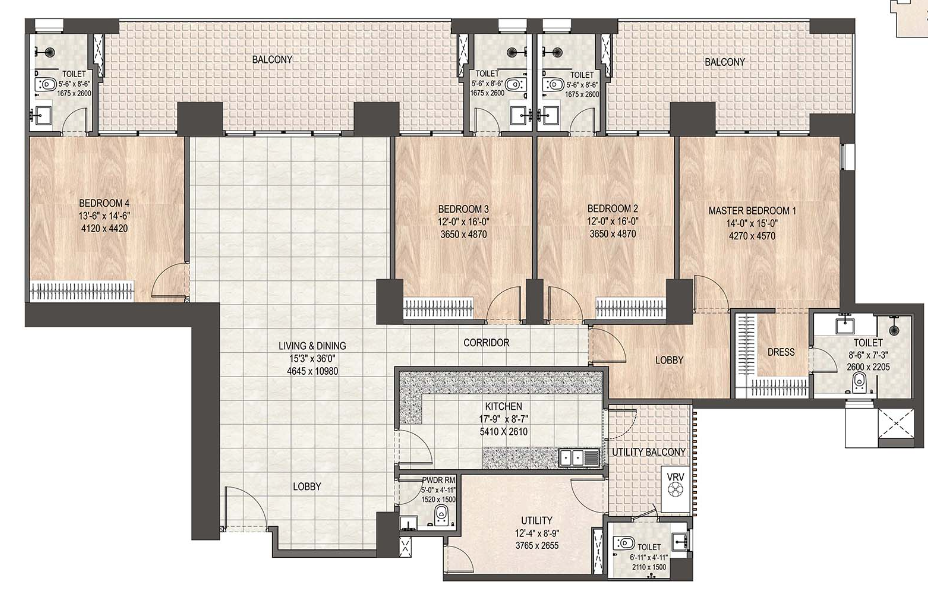 BALCONY
BALCONY
TOILET
5'-6" x 8'-6"
1675 x 2600
TOILET
5'-6" x 8'-6"
1675 x 2600
TOILET
5'-6" x 8'-6"
1675 x 2600
BEDROOM 4
13'-6" x 14'-6"
4120 x 4420
BEDROOM 3
12'-0" x 16'-0"
3650 x 4870
BEDROOM 2
12'-0" x 16'-0"
3650 x 4870
MASTER BEDROOM 1
14'-0" x 15'-0"
4270 x 4570
LIVING & DINING
15'3" x 36'0"
4645 x 10980
CORRIDOR
LOBBY
DRESS
TOILET
8'-6" x 7'-3"
2600 x 2205
KITCHEN
17'-9" x 8'-7"
5410 X 2610
UTILITY BALCONY
VRV
LOBBY
PWDR RM
5'-0" x 4'-11"
1520 x 1500
UTILITY
12'-4" x 8'-9"
3765 x 2655
TOILET
6'-11" x 4'-11"
2110 x 1500